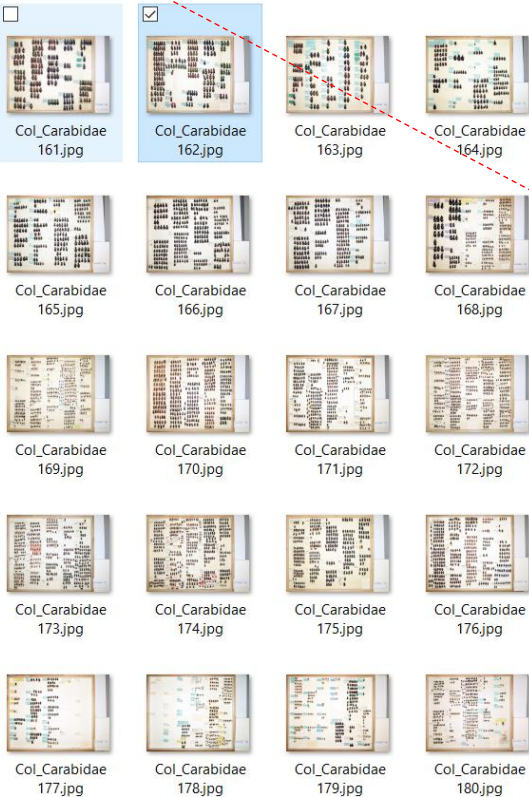 Col_Carabidae
161.jpg
Col_Carabidae
162.jpg
Col_Carabidae
163.jpg
Col_Carabidae
164.jpg
Col_Carabidae
165.jpg
Col_Carabidae
166.jpg
Col_Carabidae
167.jpg
Col_Carabidae
168.jpg
Col_Carabidae
169.jpg
Col_Carabidae
170.jpg
Col_Carabidae
171.jpg
Col_Carabidae
172.jpg
Col_Carabidae
173.jpg
Col_Carabidae
174.jpg
Col_Carabidae
175.jpg
Col_Carabidae
176.jpg
Col_Carabidae
177.jpg
Col_Carabidae
178.jpg
Col_Carabidae
179.jpg
Col_Carabidae
180.jpg